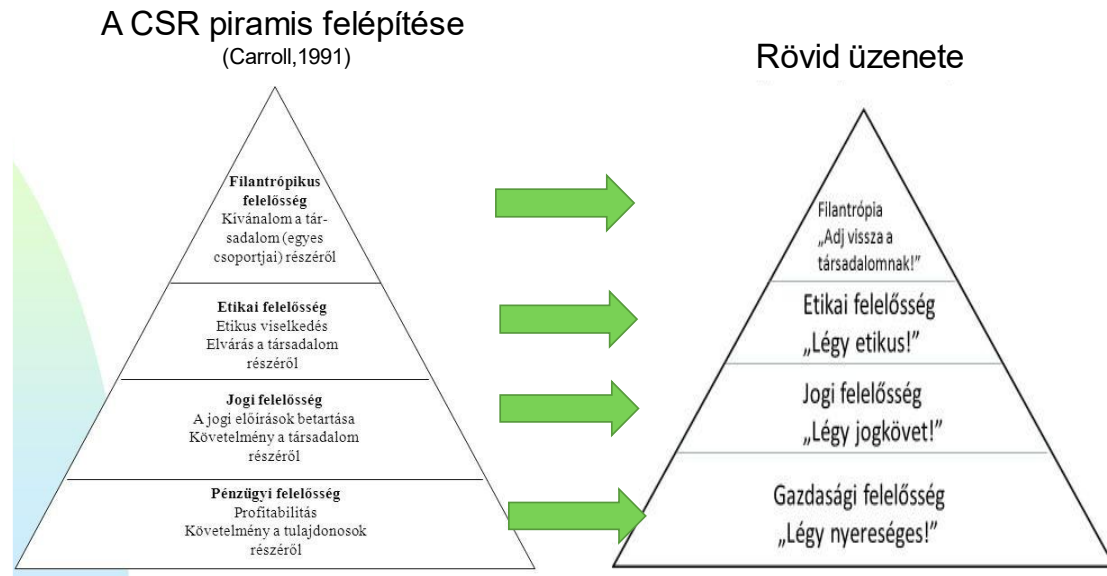 A CSR piramis felépítése
(Carroll,1991)
Filantrópikus
felelősség
Kívánalom a tár-
sadalom (egyes
csoportjai) részéről
Etikai felelősség
Etikus viselkedés
Elvárás a társadalom
részéről
Jogi felelősség
A jogi előírások betartása
Követelmény a társadalom
részéről
Pénzügyi felelősség
Profitabilitás
Követelmény a tulajdonosok
részéről
Rövid üzenete
Filantrópia
„Adj vissza a
társadalomnak!”
Etikai felelősség
„Légy etikus!”
Jogi felelősség
„Légy jogkövet!”
Gazdasági felelősség
„Légy nyereséges!”